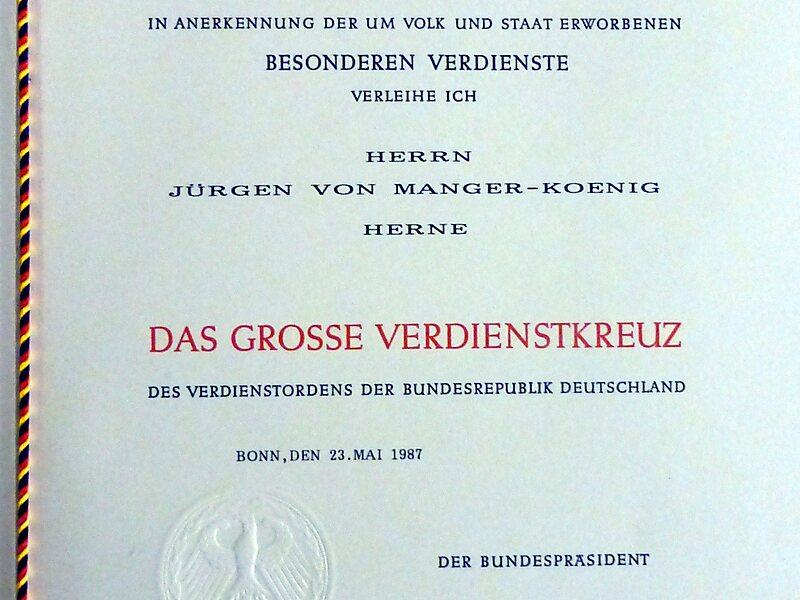 IN ANERKENNUNG DER UM VOLK UND STAAT ERWORBENEN
BESONDEREN VERDIENSTE
VERLEIHE ICH
HERRN
JÜRGEN VON MANGER-KOENIG
HERNE
DAS GROSSE VERDIENSTKREUZ
DES VERDIENSTORDENS DER BUNDESREPUBLIK DEUTSCHLAND
BONN, DEN 23. MAI 1987
DER BUNDESPRÄSIDENT